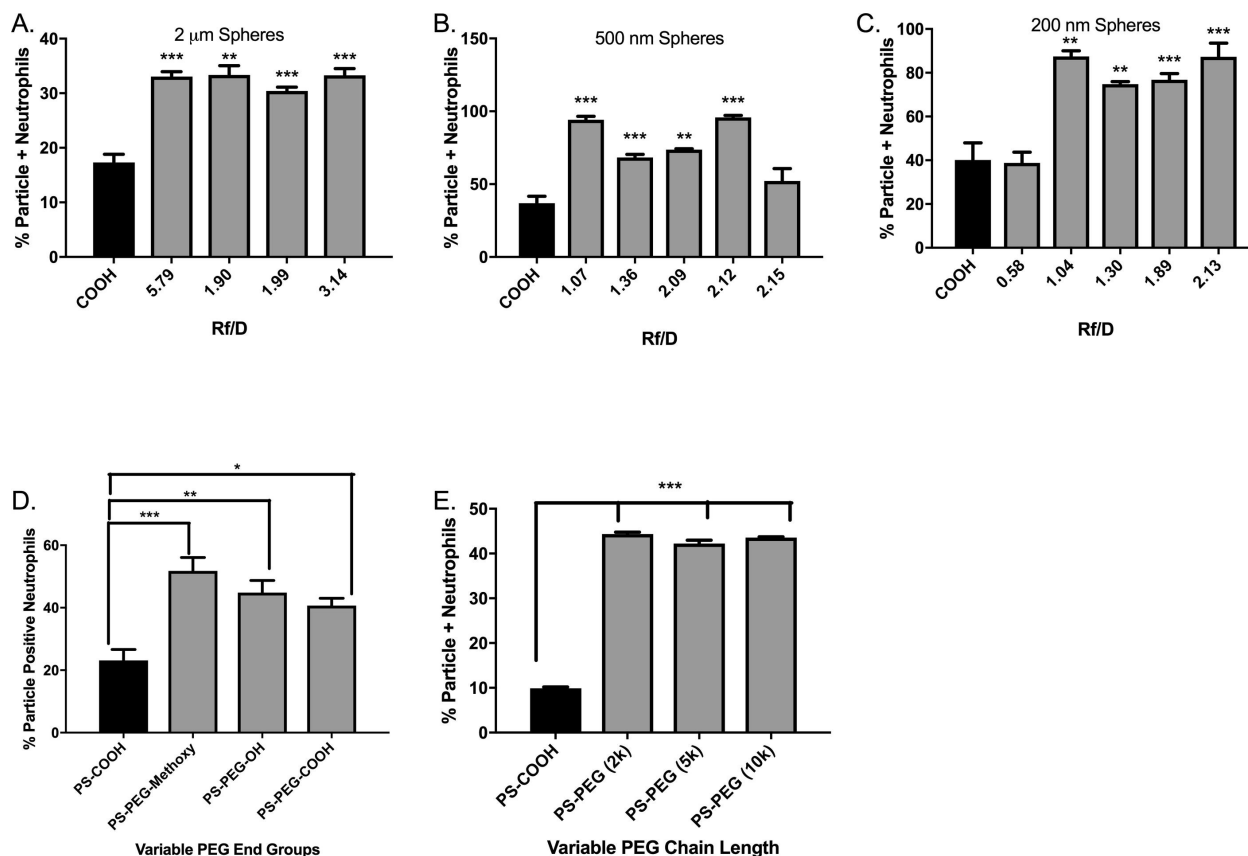 A.
2 μm Spheres
% Particle + Neutrophils
40
30
20
10
0
***
**
***
***
COOH
5.79
1.90
1.99
3.14
Rf/D
B.
500 nm Spheres
% Particle + Neutrophils
150
100
50
0
***
***
**
***
COOH
1.07
1.36
2.09
2.12
2.15
Rf/D
C.
200 nm Spheres
% Particle + Neutrophils
100
80
60
40
20
0
**
**
***
***
COOH
0.58
1.04
1.30
1.89
2.13
Rf/D
D.
% Particle Positive Neutrophils
60
40
20
0
*
**
***
PS-COOH
PS-PEG-Methoxy
PS-PEG-OH
PS-PEG-COOH
Variable PEG End Groups
E.
% Particle + Neutrophils
50
40
30
20
10
0
***
PS-COOH
PS-PEG (2k)
PS-PEG (5k)
PS-PEG (10k)
Variable PEG Chain Length